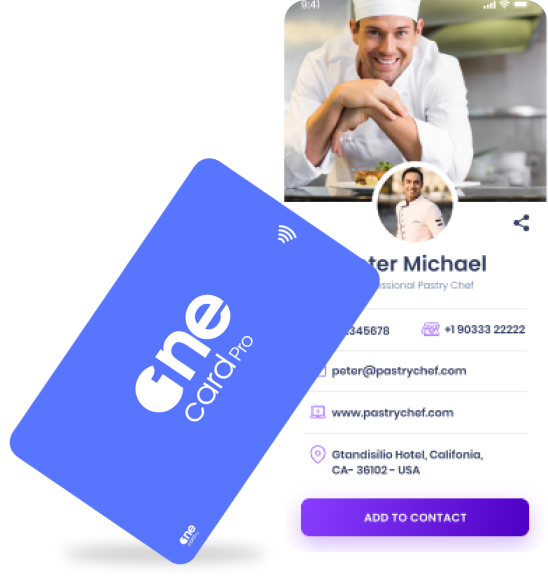 9:41
ter Michael
essional Pastry Chef
345678
+1 90333 22222
peter@pastrychef.com
www.pastrychef.com
Gtandisilio Hotel, Califonia,
CA- 36102 - USA
ADD TO CONTACT
One
card Pro
One